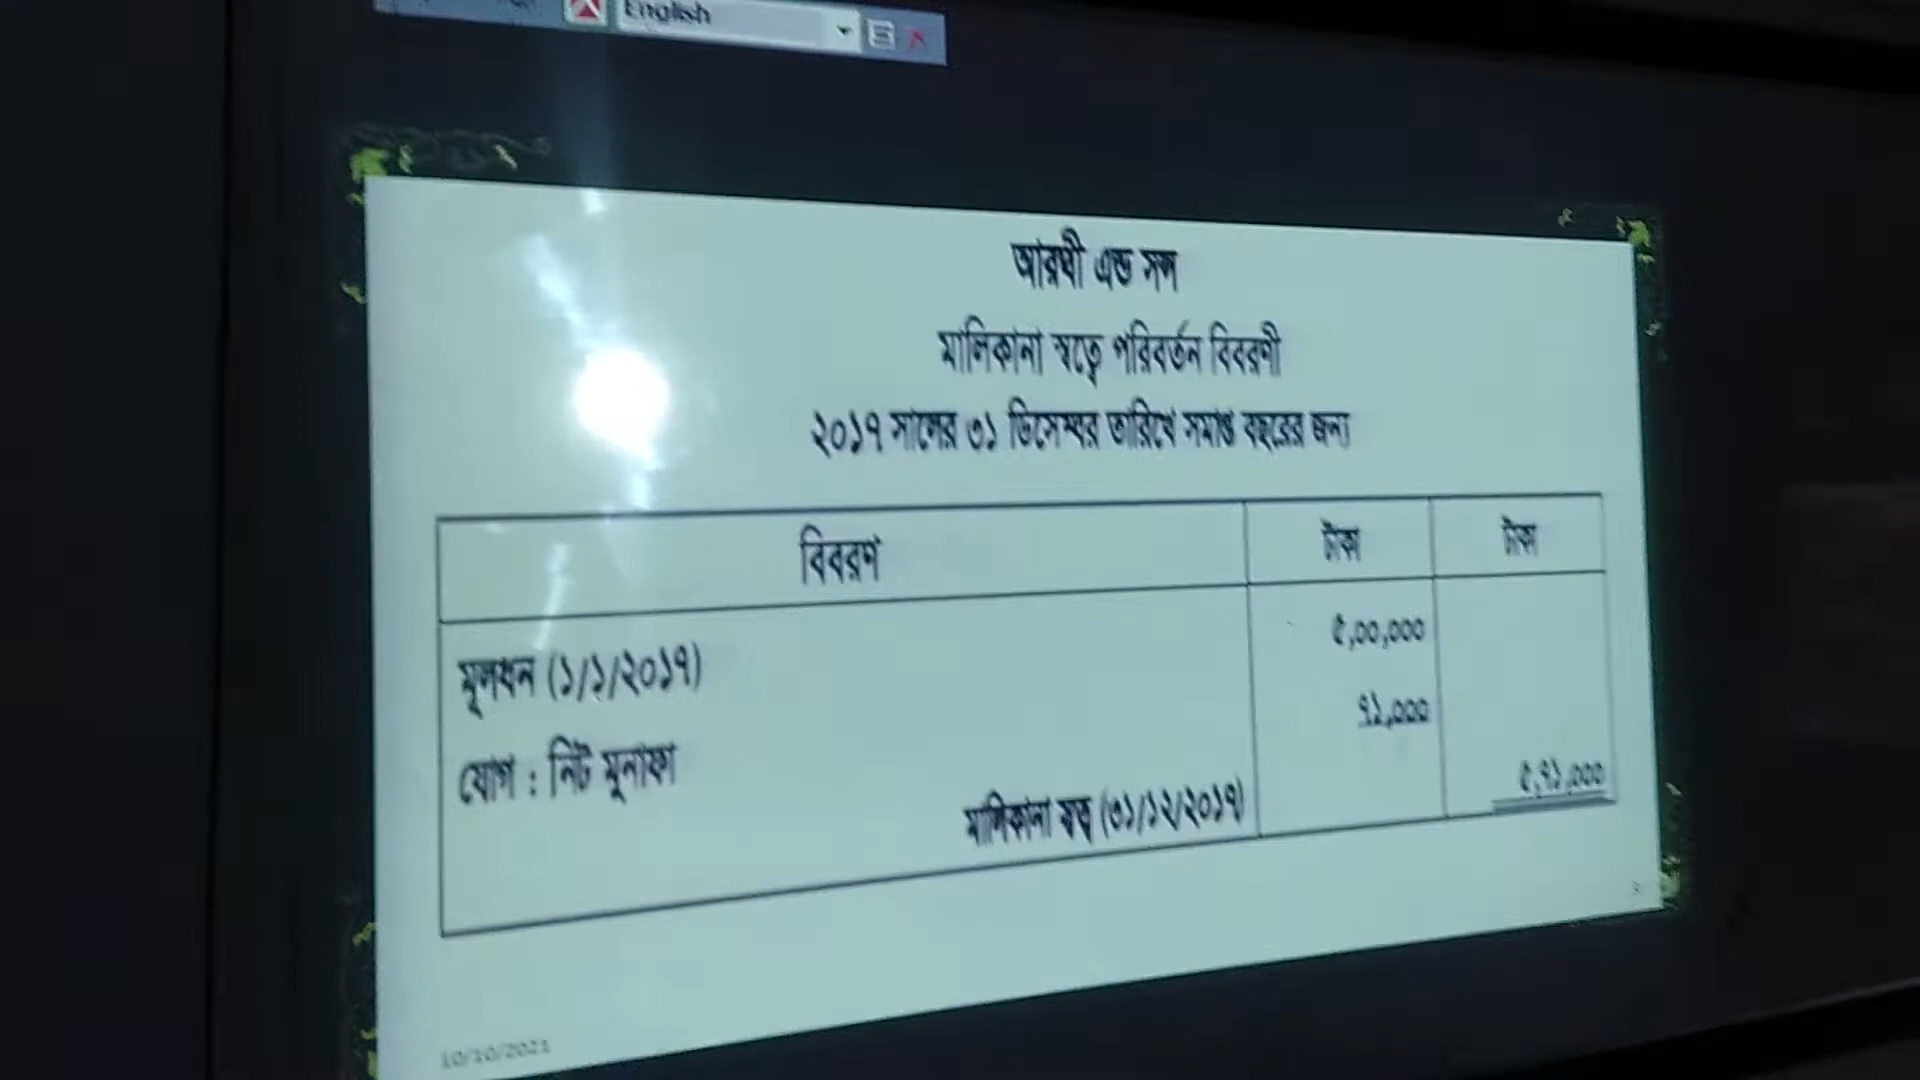 English
আরশী এন্ড সন্স
মালিকানা স্বত্বে পরিবর্তন বিবরণী
২০১৭ সালের ৩১ ডিসেম্বর তারিখে সমাপ্ত বছরের জন্য
বিবরণ টাকা টাকা
মূলধন (১/১/২০১৭) ৫,০০,০০০
যোগ : নিট মুনাফা ৭১,০০০
মালিকানা স্বত্ব (৩১/১২/২০১৭) ৫,৭১,০০০
10/10/2021